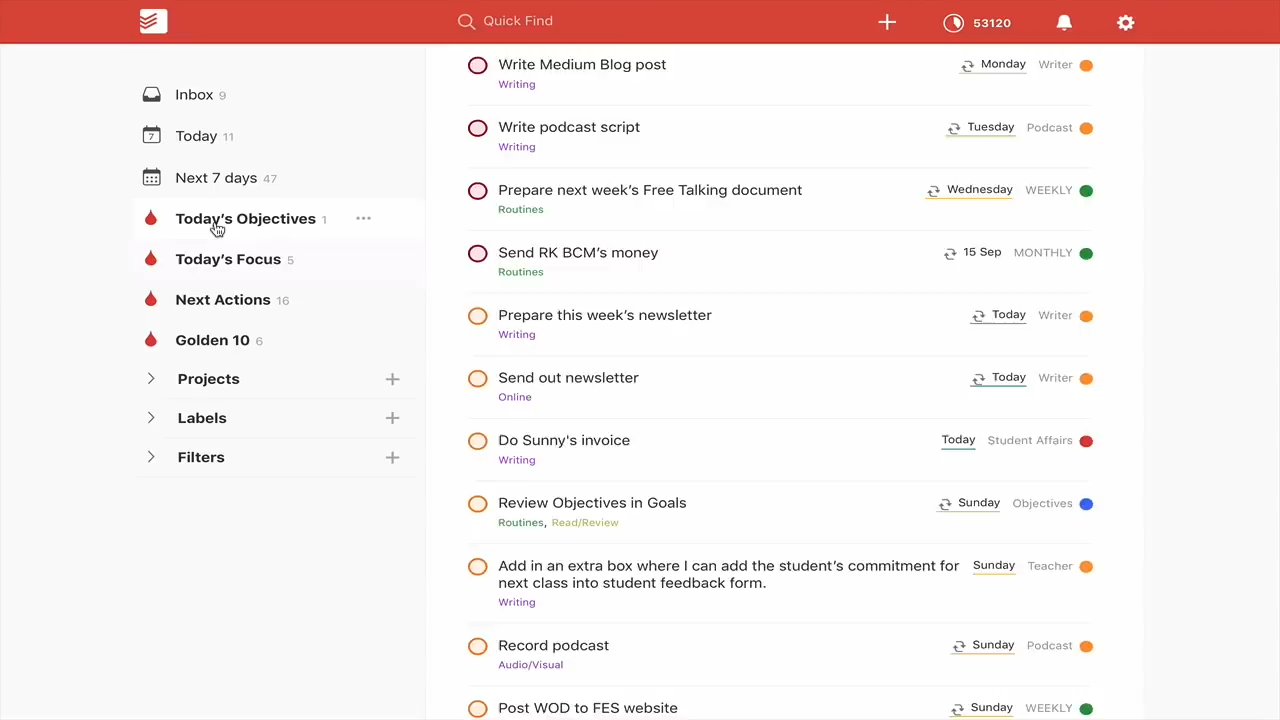 Quick Find
53120
Inbox 9
7 Today 11
Next 7 days 47
Today's Objectives 1
Today's Focus 5
Next Actions 16
Golden 10 6
Projects
Labels
Filters
Write Medium Blog post Monday Writer
Writing
Write podcast script Tuesday Podcast
Writing
Prepare next week's Free Talking document Wednesday WEEKLY
Routines
Send RK BCM's money 15 Sep MONTHLY
Routines
Prepare this week's newsletter Today Writer
Writing
Send out newsletter Today Writer
Online
Do Sunny's invoice Today Student Affairs
Writing
Review Objectives in Goals Sunday Objectives
Routines, Read/Review
Add in an extra box where I can add the student's commitment for Sunday Teacher
next class into student feedback form.
Writing
Record podcast Sunday Podcast
Audio/Visual
Post WOD to FES website Sunday WEEKLY